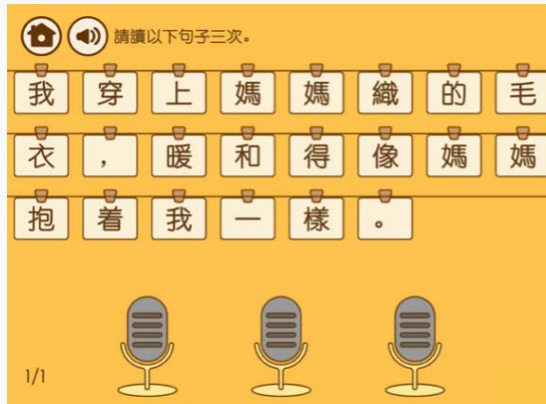 請讀以下句子三次。
我穿上媽媽織的毛
衣，暖和得像媽媽
抱着我一樣。
1/1